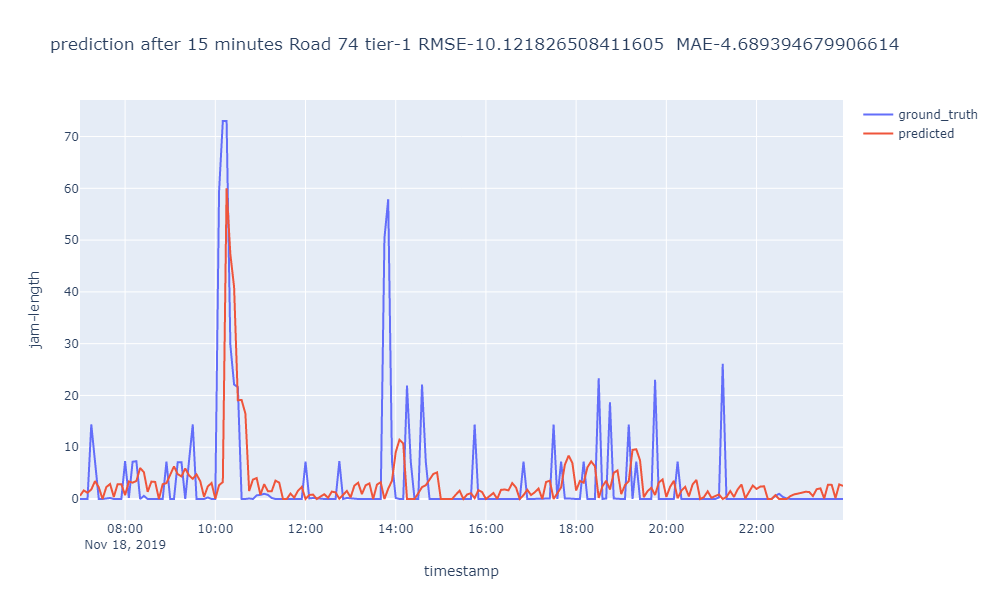 prediction after 15 minutes Road 74 tier-1 RMSE-10.121826508411605  MAE-4.689394679906614
ground_truth
predicted
70
60
50
40
30
20
10
0
jam-length
08:00 10:00 12:00 14:00 16:00 18:00 20:00 22:00
Nov 18, 2019
timestamp